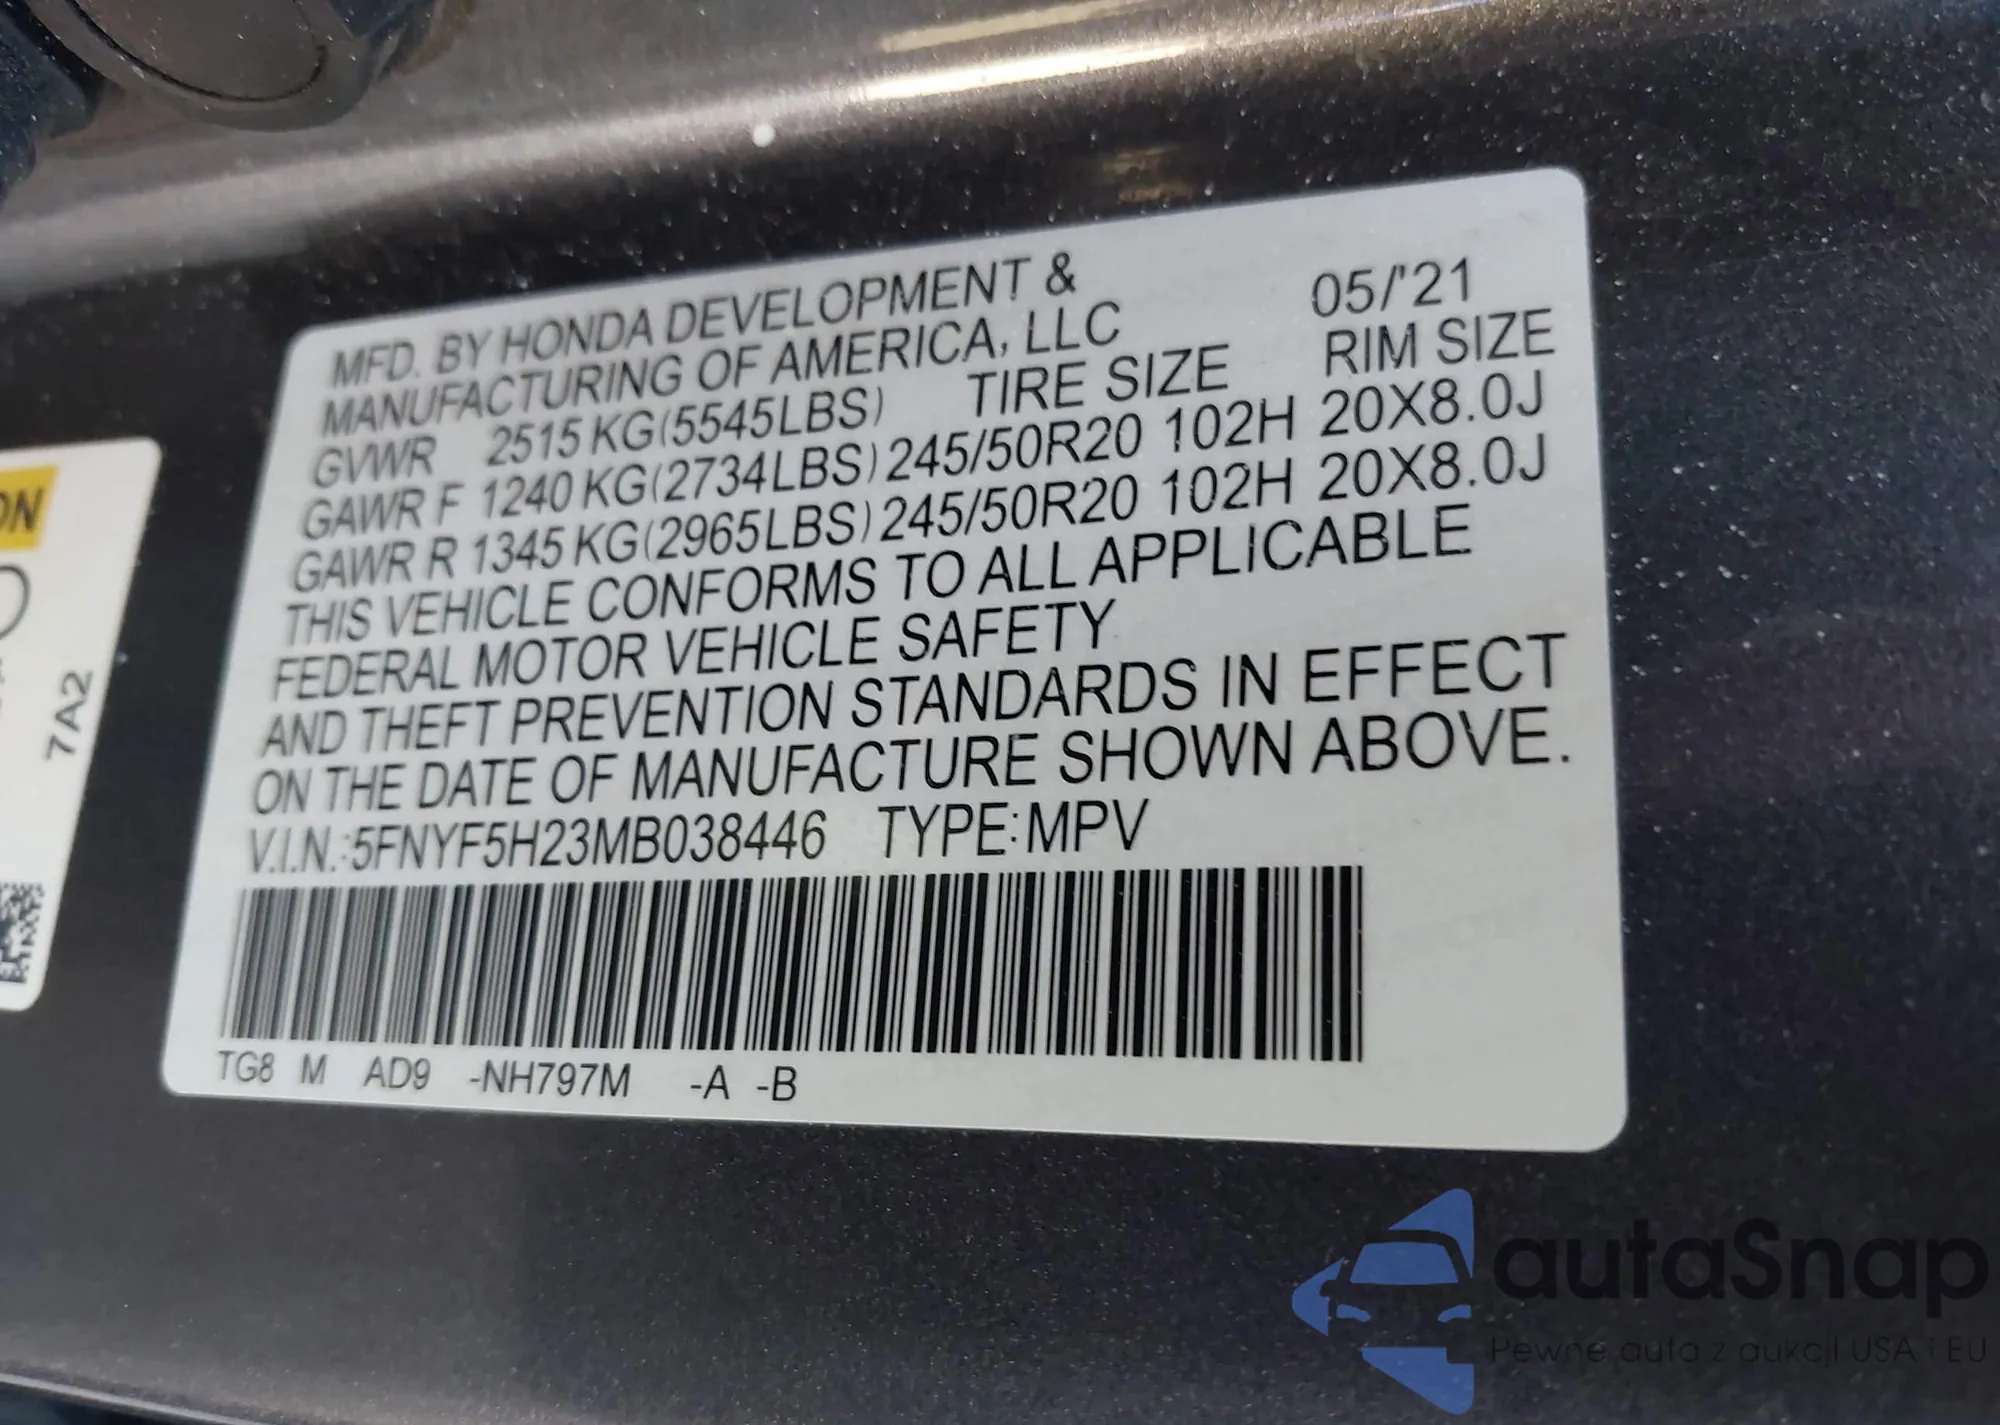 MFD. BY HONDA DEVELOPMENT &
MANUFACTURING OF AMERICA, LLC 05/'21
GVWR 2515 KG(5545LBS) TIRE SIZE RIM SIZE
GAWR F 1240 KG(2734LBS) 245/50R20 102H 20X8.0J
GAWR R 1345 KG(2965LBS) 245/50R20 102H 20X8.0J
THIS VEHICLE CONFORMS TO ALL APPLICABLE
FEDERAL MOTOR VEHICLE SAFETY
AND THEFT PREVENTION STANDARDS IN EFFECT
ON THE DATE OF MANUFACTURE SHOWN ABOVE.
V.I.N.:5FNYF5H23MB038446 TYPE:MPV
TG8 M AD9 -NH797M -A -B
7A2
autaSnap
Pewne auta z aukcji USA i EU